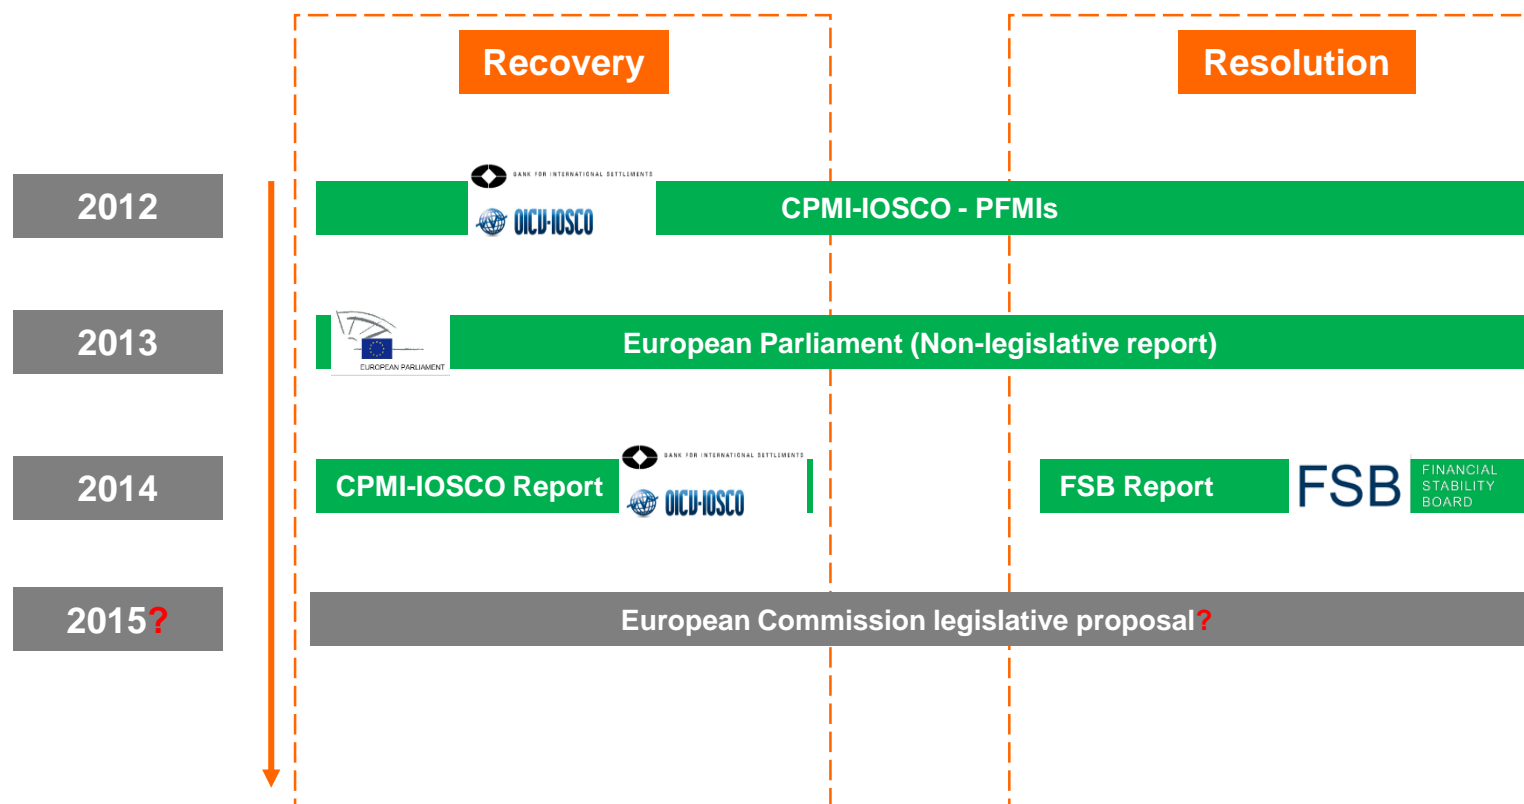 Recovery
Resolution
2012
BANK FOR INTERNATIONAL SETTLEMENTS
OICU-IOSCO
CPMI-IOSCO - PFMIs
2013
EUROPEAN PARLIAMENT
European Parliament (Non-legislative report)
2014
CPMI-IOSCO Report
BANK FOR INTERNATIONAL SETTLEMENTS
OICU-IOSCO
FSB Report
FSB
FINANCIAL
STABILITY
BOARD
2015?
European Commission legislative proposal?